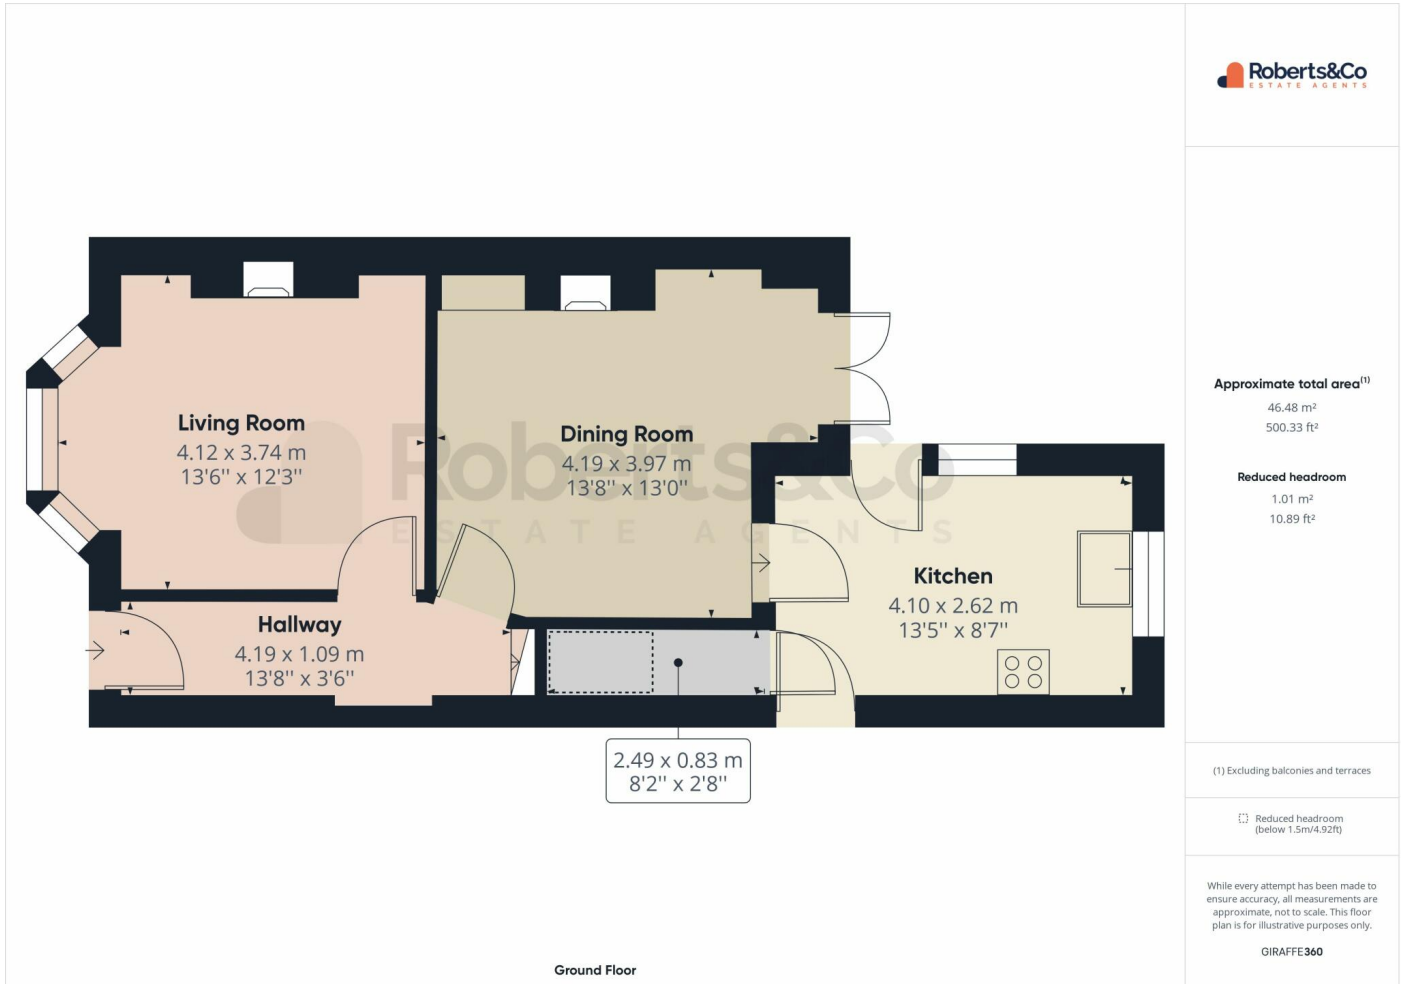 Roberts&Co
ESTATE AGENTS
Living Room
4.12 x 3.74 m
13'6'' x 12'3''
Dining Room
4.19 x 3.97 m
13'8'' x 13'0''
Roberts&Co
ESTATE AGENTS
Kitchen
4.10 x 2.62 m
13'5'' x 8'7''
Hallway
4.19 x 1.09 m
13'8'' x 3'6''
2.49 x 0.83 m
8'2'' x 2'8''
Ground Floor
Approximate total area(1)
46.48 m²
500.33 ft²
Reduced headroom
1.01 m²
10.89 ft²
(1) Excluding balconies and terraces
Reduced headroom
(below 1.5m/4.92ft)
While every attempt has been made to
ensure accuracy, all measurements are
approximate, not to scale. This floor
plan is for illustrative purposes only.
GIRAFFE360